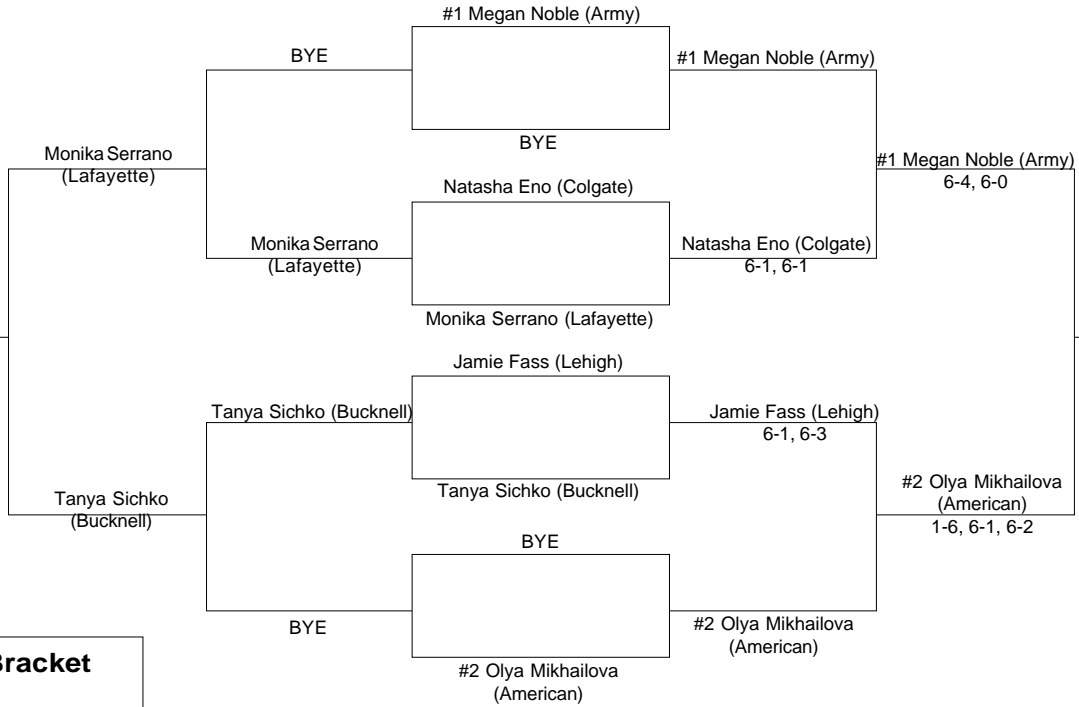 #1 Megan Noble (Army)
BYE
#1 Megan Noble (Army)
BYE
Monika Serrano
(Lafayette)
#1 Megan Noble (Army)
6-4, 6-0
Natasha Eno (Colgate)
Monika Serrano
(Lafayette)
Natasha Eno (Colgate)
6-1, 6-1
Monika Serrano (Lafayette)
Jamie Fass (Lehigh)
Tanya Sichko (Bucknell)
Jamie Fass (Lehigh)
6-1, 6-3
Tanya Sichko (Bucknell)
Tanya Sichko
(Bucknell)
#2 Olya Mikhailova
(American)
1-6, 6-1, 6-2
BYE
BYE
#2 Olya Mikhailova
(American)
#2 Olya Mikhailova
(American)
Bracket